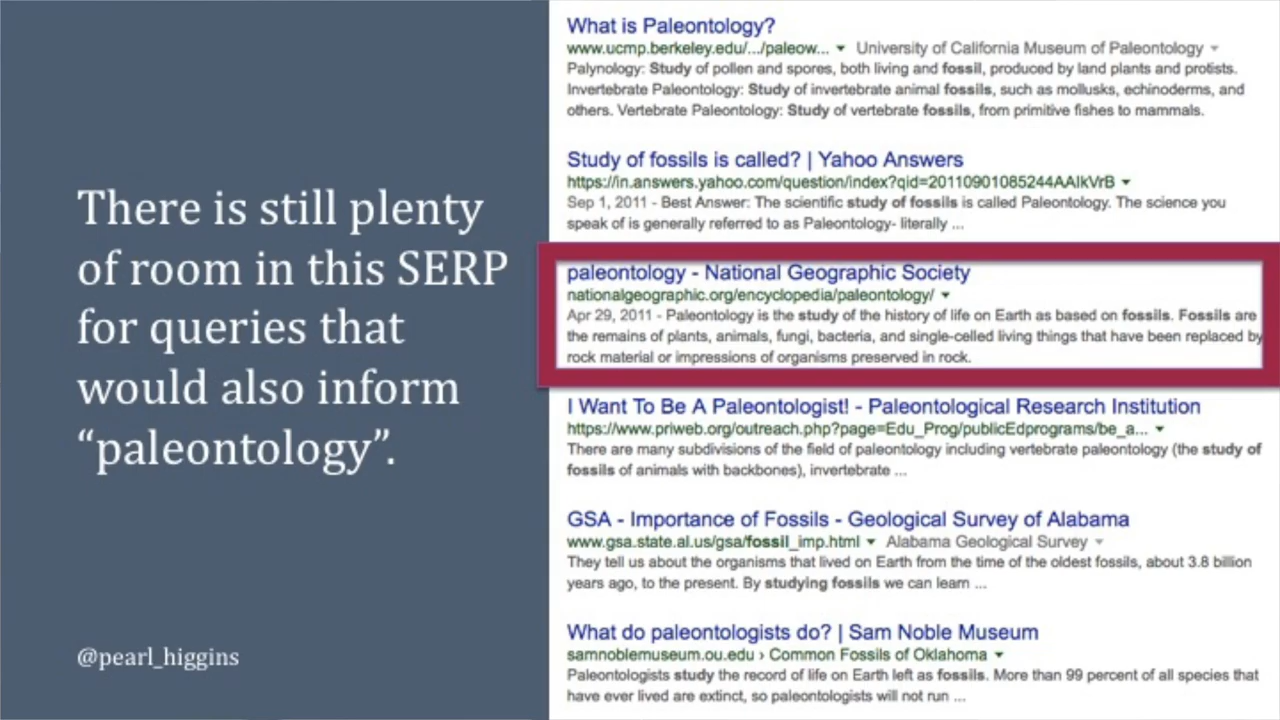 There is still plenty
of room in this SERP
for queries that
would also inform
“paleontology”.
@pearl_higgins
What is Paleontology?
www.ucmp.berkeley.edu/.../paleow... University of California Museum of Paleontology
Palynology: Study of pollen and spores, both living and fossil, produced by land plants and protists.
Invertebrate Paleontology: Study of invertebrate animal fossils, such as mollusks, echinoderms, and
others. Vertebrate Paleontology: Study of vertebrate fossils, from primitive fishes to mammals.
Study of fossils is called? | Yahoo Answers
https://in.answers.yahoo.com/question/index?qid=20110901085244AAIkVrB
Sep 1, 2011 - Best Answer: The scientific study of fossils is called Paleontology. The science you
speak of is generally referred to as Paleontology- literally ...
paleontology - National Geographic Society
nationalgeographic.org/encyclopedia/paleontology/
Apr 29, 2011 - Paleontology is the study of the history of life on Earth as based on fossils. Fossils are
the remains of plants, animals, fungi, bacteria, and single-celled living things that have been replaced by
rock material or impressions of organisms preserved in rock.
I Want To Be A Paleontologist! - Paleontological Research Institution
https://www.priweb.org/outreach.php?page=Edu_Prog/publicEdprograms/be_a...
There are many subdivisions of the field of paleontology including vertebrate paleontology (the study of
fossils of animals with backbones), invertebrate ...
GSA - Importance of Fossils - Geological Survey of Alabama
www.gsa.state.al.us/gsa/fossil_imp.html Alabama Geological Survey
They tell us about the organisms that lived on Earth from the time of the oldest fossils, about 3.8 billion
years ago, to the present. By studying fossils we can learn ...
What do paleontologists do? | Sam Noble Museum
samnoblemuseum.ou.edu › Common Fossils of Oklahoma
Paleontologists study the record of life on Earth left as fossils. More than 99 percent of all species that
have ever lived are extinct, so paleontologists will not run ...